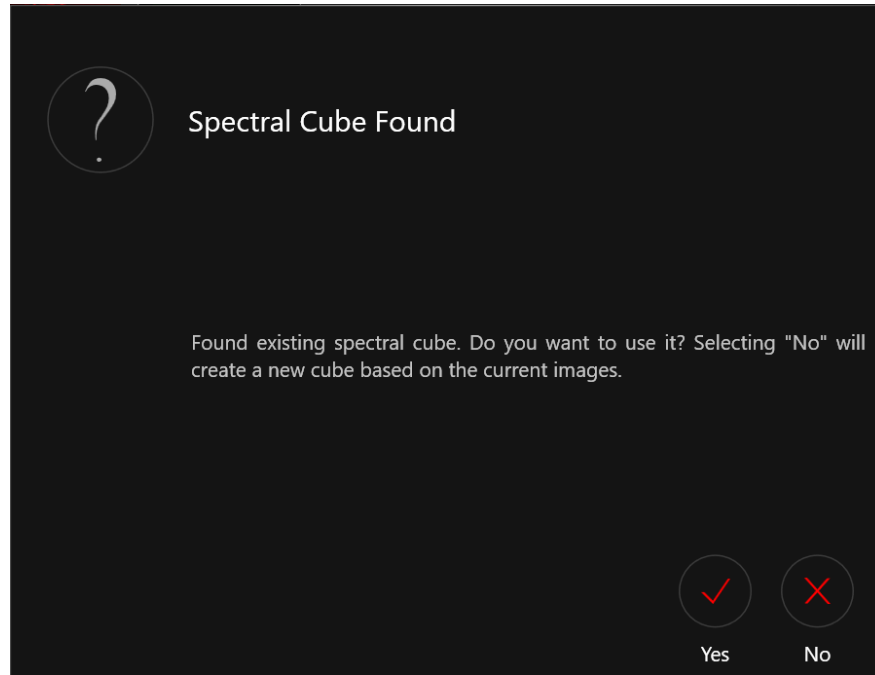 ?
Spectral Cube Found
Found existing spectral cube. Do you want to use it? Selecting "No" will
create a new cube based on the current images.
Yes No